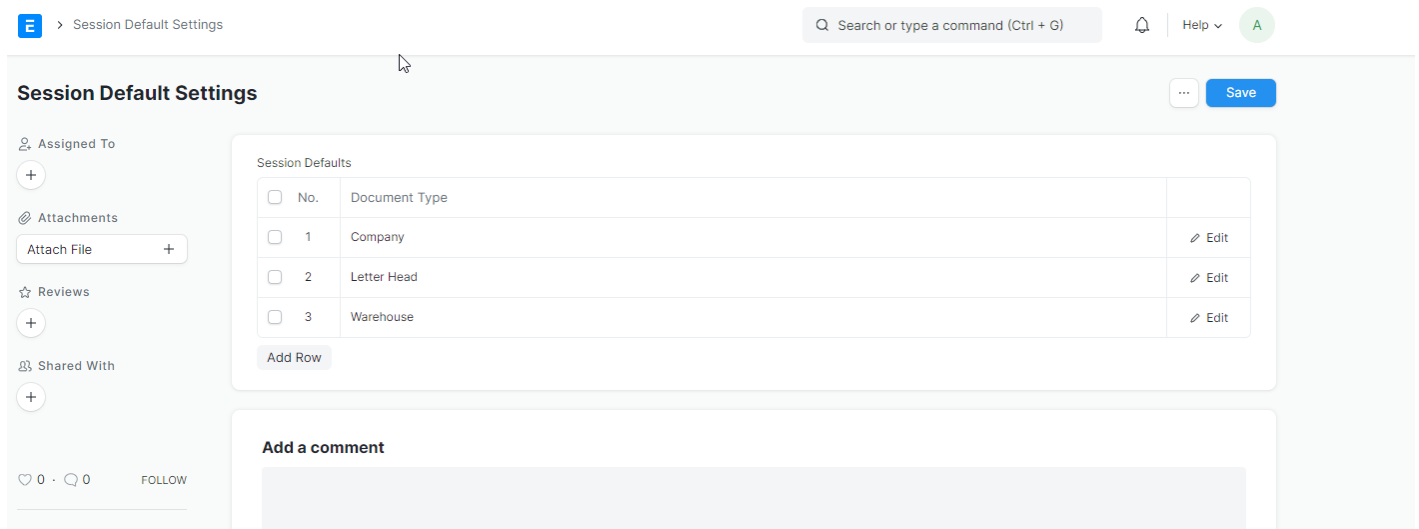 E > Session Default Settings
Search or type a command (Ctrl + G)
Help
A
Session Default Settings
...
Save
Assigned To
+
Attachments
Attach File +
Reviews
+
Shared With
+
0 · 0 FOLLOW
Session Defaults
No. Document Type
1 Company Edit
2 Letter Head Edit
3 Warehouse Edit
Add Row
Add a comment